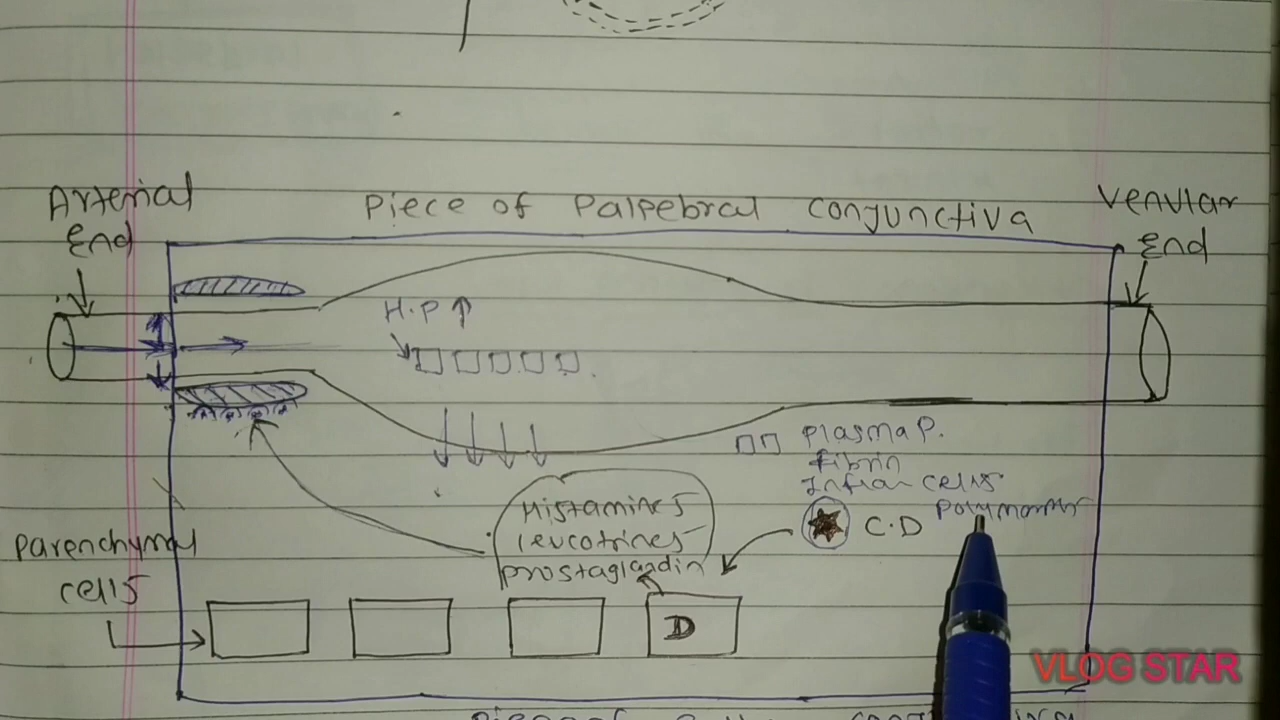 Arterial End
Piece of Palpebral conjunctiva
Venular End
H.P ↑
Plasma P.
fibrin
Inflam cells
Polymorphs
C.D
Histamines
leucotrines
prostaglandin
parenchymal cells
D
VLOG STAR